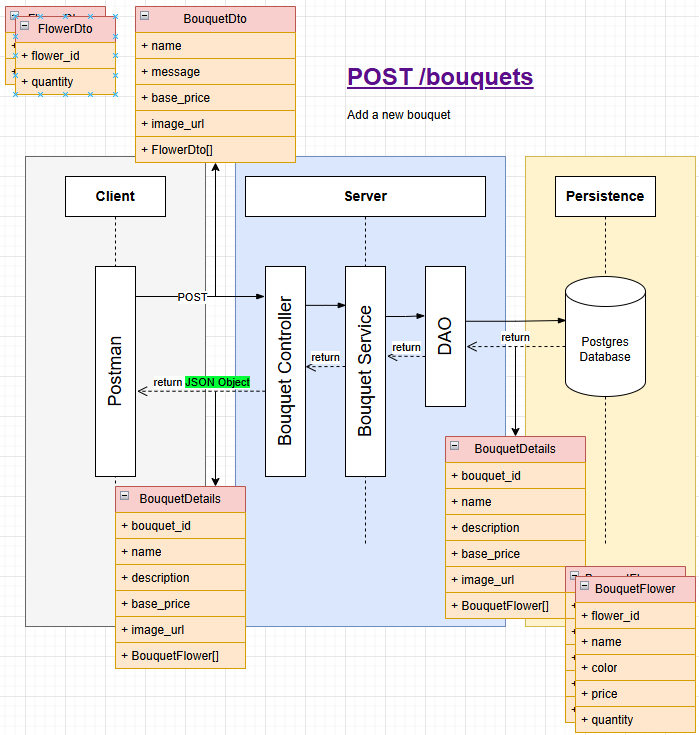 FlowerDto
+ flower_id
+ quantity
BouquetDto
+ name
+ message
+ base_price
+ image_url
+ FlowerDto[]
POST /bouquets
Add a new bouquet
Client
Server
Persistence
Postman
POST
Bouquet Controller
Bouquet Service
DAO
Postgres
Database
return
return
return
return JSON Object
BouquetDetails
+ bouquet_id
+ name
+ description
+ base_price
+ image_url
+ BouquetFlower[]
BouquetDetails
+ bouquet_id
+ name
+ description
+ base_price
+ image_url
+ BouquetFlower[]
BouquetFlower
+ flower_id
+ name
+ color
+ price
+ quantity